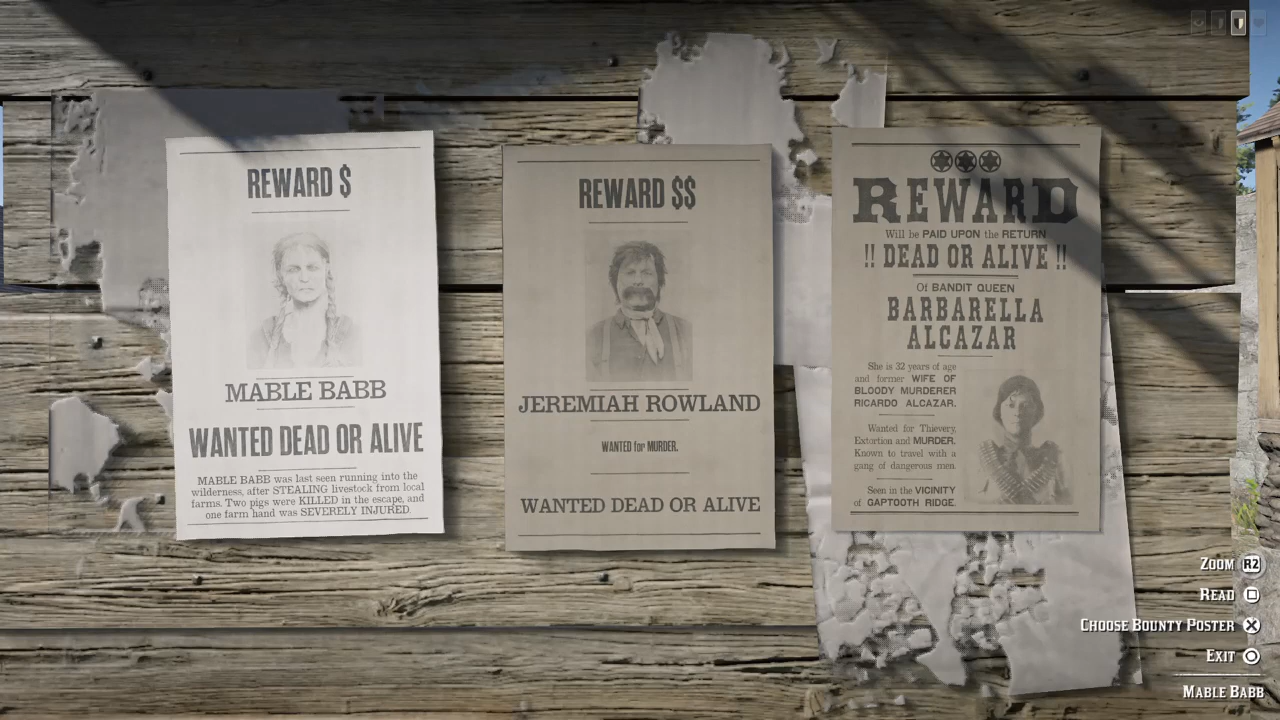 REWARD $
MABLE BABB
WANTED DEAD OR ALIVE
MABLE BABB was last seen running into the
wilderness, after STEALING livestock from local
farms. Two pigs were KILLED in the escape, and
one farm hand was SEVERELY INJURED.
REWARD $$
JEREMIAH ROWLAND
WANTED for MURDER.
WANTED DEAD OR ALIVE
REWARD
Will be PAID UPON the RETURN
!! DEAD OR ALIVE !!
Of BANDIT QUEEN
BARBARELLA
ALCAZAR
She is 32 years of age
and former WIFE OF
BLOODY MURDERER
RICARDO ALCAZAR.
Wanted for Thievery,
Extortion and MURDER.
Known to travel with a
gang of dangerous men.
Seen in the VICINITY
of GAPTOOTH RIDGE.
ZOOM R2
READ
CHOOSE BOUNTY POSTER
EXIT
MABLE BABB